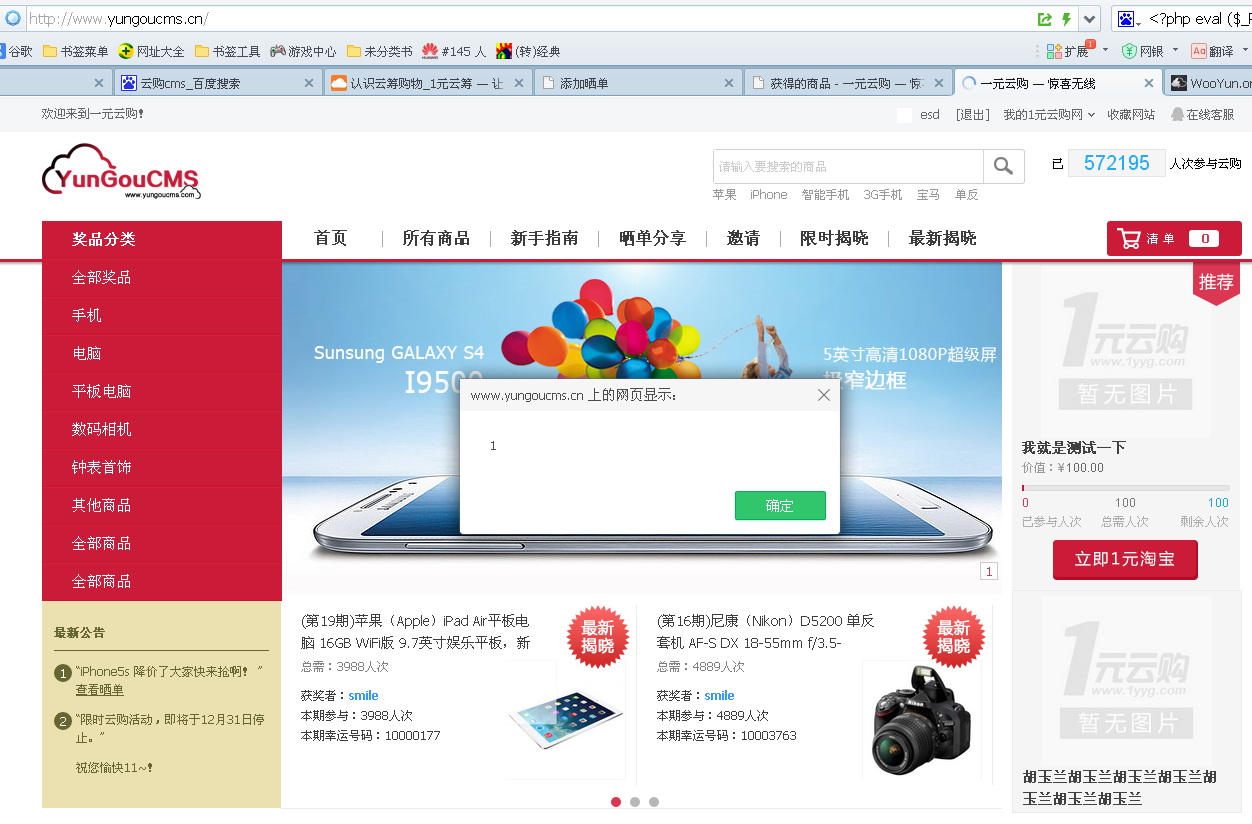 http://www.yungoucms.cn/
<?php eval ($_P
谷歌 书签菜单 网址大全 书签工具 游戏中心 未分类书 #145 人 (转)经典 扩展 1 网银 翻译
云购cms_百度搜索 认识云筹购物_1元云筹 — 让 添加晒单 获得的商品 - 一元云购 — 惊 一元云购 — 惊喜无线 WooYun.or
欢迎来到一元云购!
esd [退出] 我的1元云购网 收藏网站 在线客服
YunGouCMS
www.yungoucms.com
请输入要搜索的商品
已 572195 人次参与云购
苹果 iPhone 智能手机 3G手机 宝马 单反
奖品分类
首页 所有商品 新手指南 晒单分享 邀请 限时揭晓 最新揭晓
清单 0
全部奖品
手机
电脑
平板电脑
数码相机
钟表首饰
其他商品
全部商品
全部商品
Sunsung GALAXY S4
I9500
5英寸高清1080P超级屏
极窄边框
www.yungoucms.cn 上的网页显示:
1
确定
1
推荐
1元云购
www.1yyg.com
暂无图片
我就是测试一下
价值：¥100.00
0 100 100
已参与人次 总需人次 剩余人次
立即1元淘宝
1元云购
www.1yyg.com
暂无图片
胡玉兰胡玉兰胡玉兰胡玉兰胡
玉兰胡玉兰胡玉兰
最新公告
1 “iPhone5s 降价了大家快来抢啊! ”
查看晒单
2 “限时云购活动，即将于12月31日停
止。”
祝您愉快11~!
(第19期)苹果（Apple）iPad Air平板电
脑 16GB WiFi版 9.7英寸娱乐平板，新
总需：3988人次
获奖者：smile
本期参与：3988人次
本期幸运号码：10000177
最新
揭晓
(第16期)尼康（Nikon）D5200 单反
套机 AF-S DX 18-55mm f/3.5-
总需：4889人次
获奖者：smile
本期参与：4889人次
本期幸运号码：10003763
最新
揭晓
Nikon